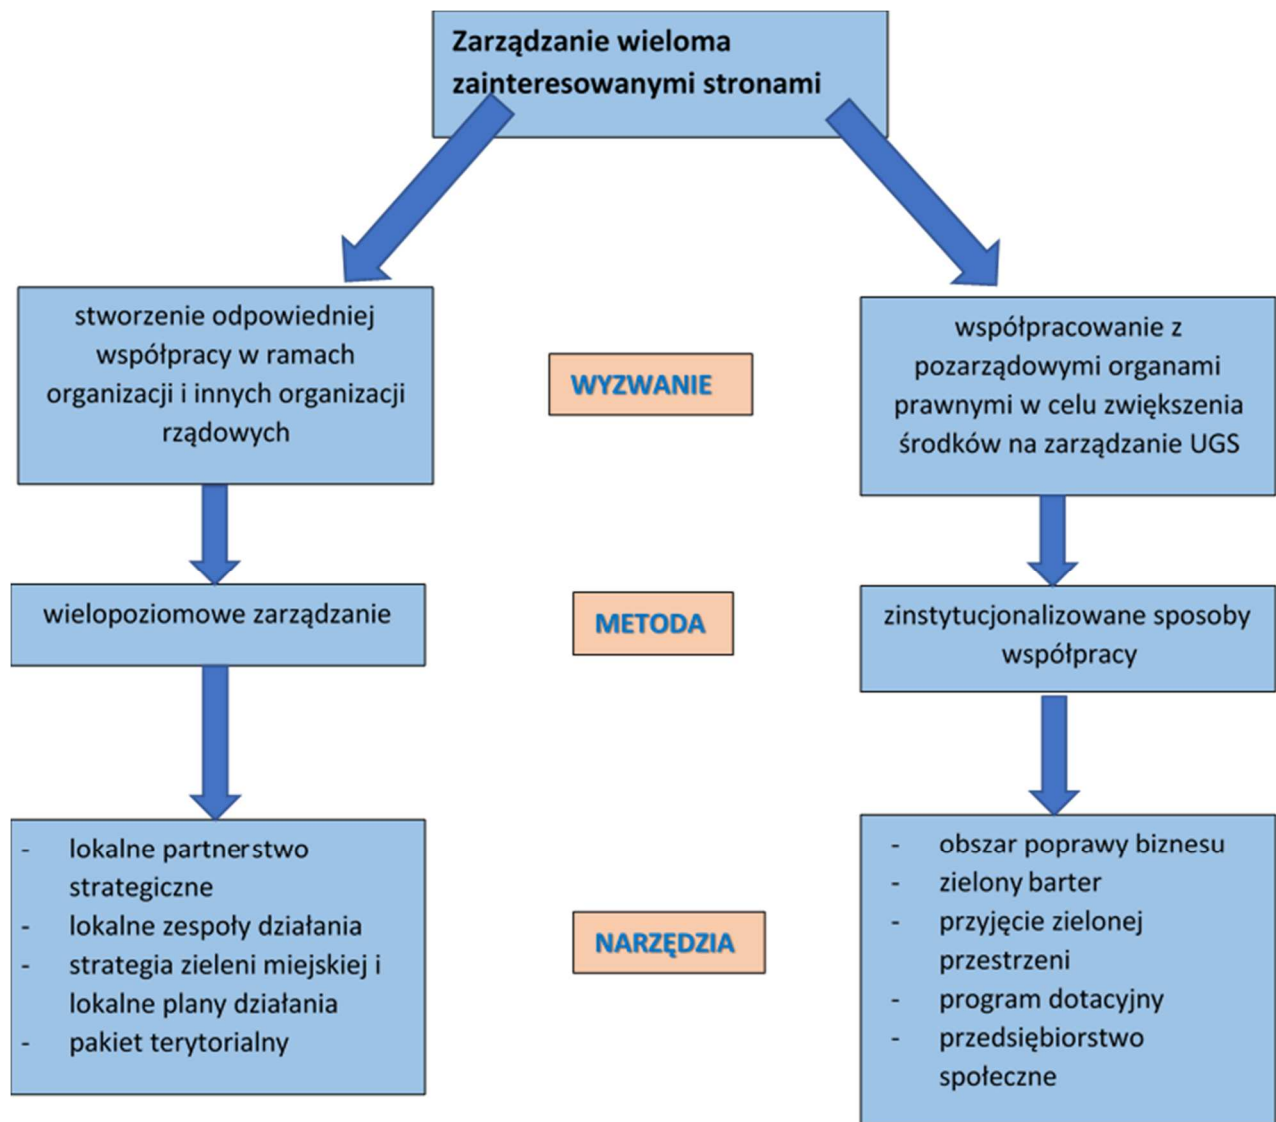 Zarządzanie wieloma
zainteresowanymi stronami
stworzenie odpowiedniej
współpracy w ramach
organizacji i innych organizacji
rządowych
WYZWANIE
współpracowanie z
pozarządowymi organami
prawnymi w celu zwiększenia
środków na zarządzanie UGS
wielopoziomowe zarządzanie
METODA
zinstytucjonalizowane sposoby
współpracy
- lokalne partnerstwo
strategiczne
- lokalne zespoły działania
- strategia zieleni miejskiej i
lokalne plany działania
- pakiet terytorialny
NARZĘDZIA
- obszar poprawy biznesu
- zielony barter
- przyjęcie zielonej
przestrzeni
- program dotacyjny
- przedsiębiorstwo
społeczne